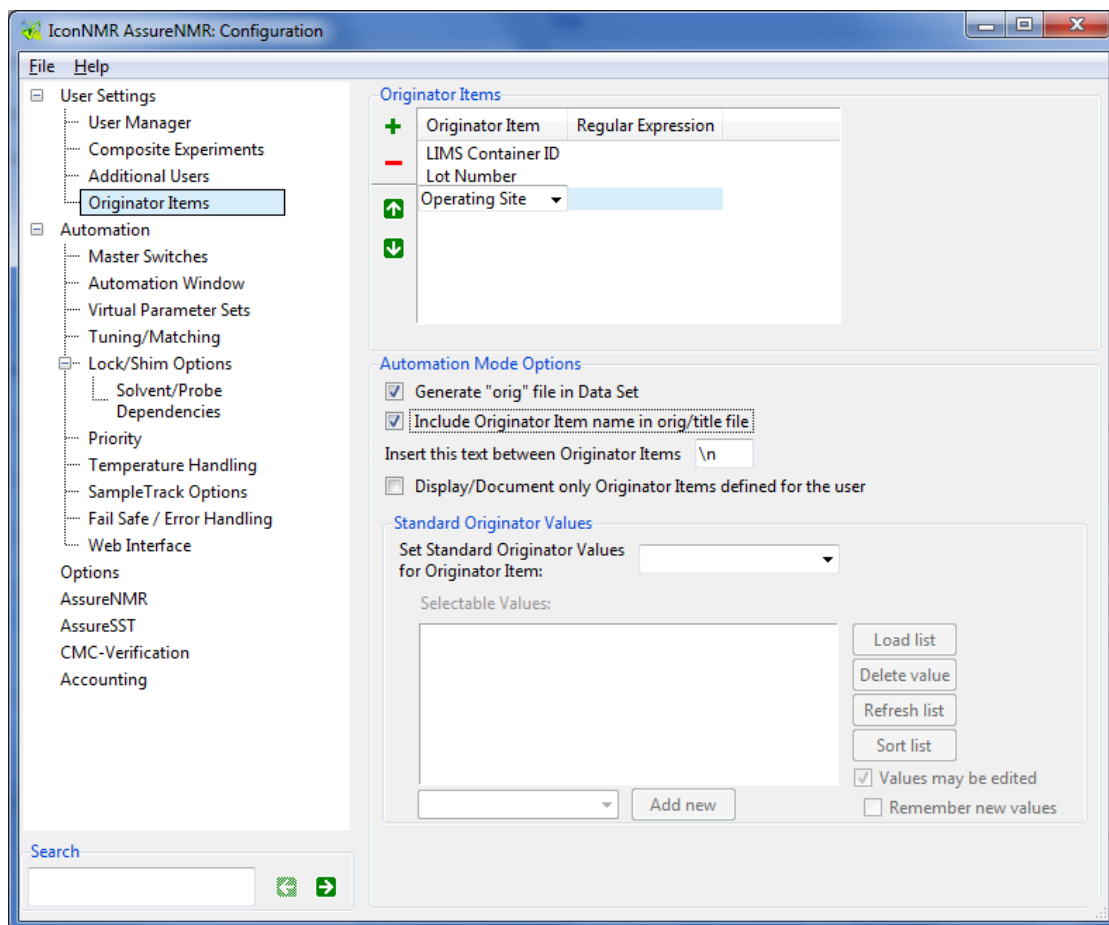 IconNMR AssureNMR: Configuration
File Help
User Settings
User Manager
Composite Experiments
Additional Users
Originator Items
Automation
Master Switches
Automation Window
Virtual Parameter Sets
Tuning/Matching
Lock/Shim Options
Solvent/Probe
Dependencies
Priority
Temperature Handling
SampleTrack Options
Fail Safe / Error Handling
Web Interface
Options
AssureNMR
AssureSST
CMC-Verification
Accounting
Search
Originator Items
Originator Item Regular Expression
LIMS Container ID
Lot Number
Operating Site
Automation Mode Options
Generate "orig" file in Data Set
Include Originator Item name in orig/title file
Insert this text between Originator Items \n
Display/Document only Originator Items defined for the user
Standard Originator Values
Set Standard Originator Values
for Originator Item:
Selectable Values:
Load list
Delete value
Refresh list
Sort list
Values may be edited
Add new
Remember new values